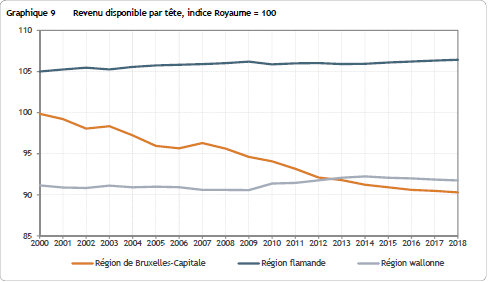 Graphique 9 Revenu disponible par tête, indice Royaume = 100
110
105
100
95
90
85
2000 2001 2002 2003 2004 2005 2006 2007 2008 2009 2010 2011 2012 2013 2014 2015 2016 2017 2018
Région de Bruxelles-Capitale Région flamande Région wallonne